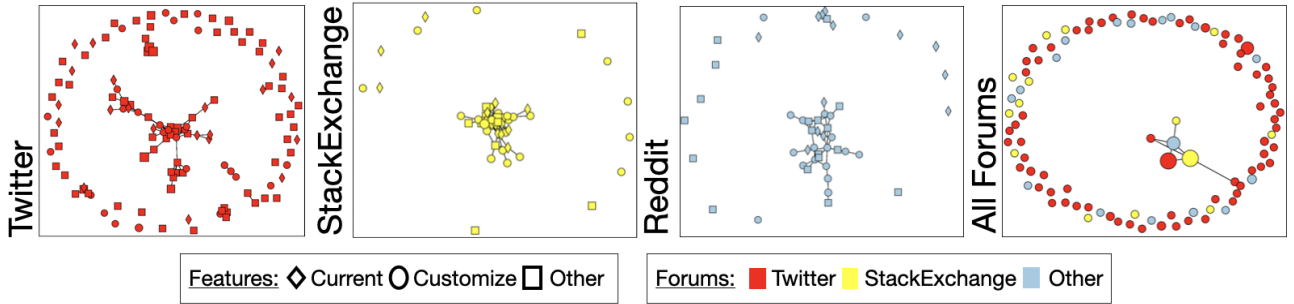 Twitter
StackExchange
Reddit
All Forums
Features: Current Customize Other
Forums: Twitter StackExchange Other